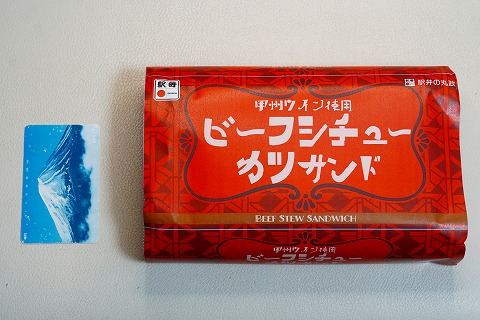 駅弁
駅弁の丸政
甲州ワイン使用
ビーフシチュー
カツサンド
BEEF STEW SANDWICH
甲州ワイン使用
ビーフシチュー